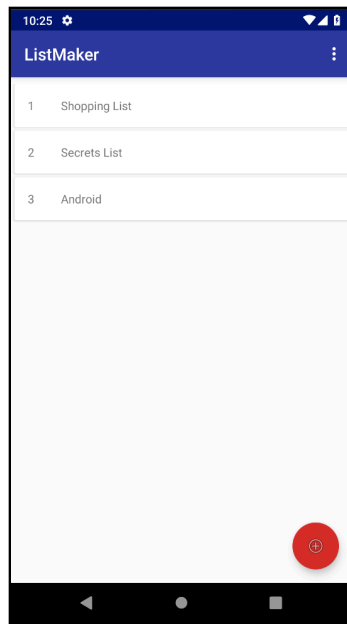 10:25
ListMaker
1 Shopping List
2 Secrets List
3 Android